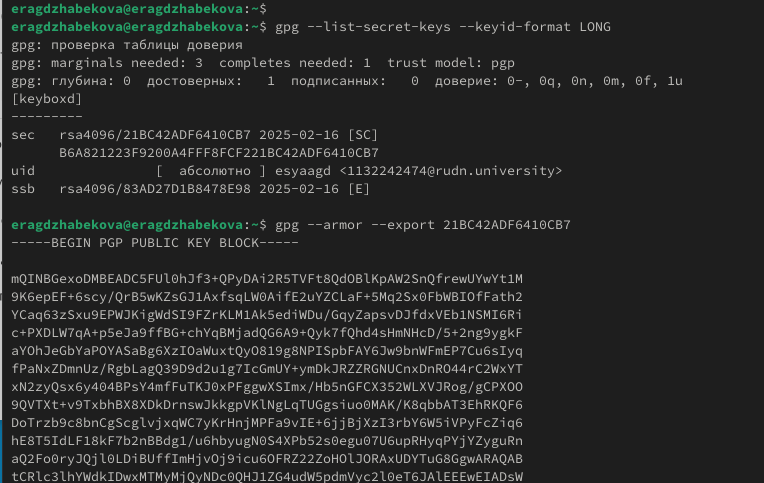 eragdzhabekova@eragdzhabekova:~$
eragdzhabekova@eragdzhabekova:~$ gpg --list-secret-keys --keyid-format LONG
gpg: проверка таблицы доверия
gpg: marginals needed: 3  completes needed: 1  trust model: pgp
gpg: глубина: 0  достоверных:   1  подписанных:   0  доверие: 0-, 0q, 0n, 0m, 0f, 1u
[keyboxd]
---------
sec   rsa4096/21BC42ADF6410CB7 2025-02-16 [SC]
      B6A821223F9200A4FFF8FCF221BC42ADF6410CB7
uid               [  абсолютно ] esyaagd <1132242474@rudn.university>
ssb   rsa4096/83AD27D1B8478E98 2025-02-16 [E]
eragdzhabekova@eragdzhabekova:~$ gpg --armor --export 21BC42ADF6410CB7
-----BEGIN PGP PUBLIC KEY BLOCK-----
mQINBGexoDMBEADC5FUl0hJf3+QPyDAi2R5TVFt8QdOBlKpAW2SnQfrewUYwYt1M
9K6epEF+6scy/QrB5wKZsGJ1AxfsqLW0AifE2uYZCLaF+5Mq2Sx0FbWBIOfFath2
YCaq63zSxu9EPWJKigWdSI9FZrKLM1Ak5ediWDu/GqyZapsvDJfdxVEb1NSMI6Ri
c+PXDLW7qA+p5eJa9ffBG+chYqBMjadQG6A9+Qyk7fQhd4sHmNHcD/5+2ng9ygkF
aYOhJeGbYaPOYASaBg6XzIOaWuxtQyO819g8NPISpbFAY6Jw9bnWFmEP7Cu6sIyq
fPaNxZDmnUz/RgbLagQ39D9d2u1g7IcGmUY+ymDkJRZZRGNUCnxDnRO44rC2WxYT
xN2zyQsx6y404BPsY4mfFuTKJ0xPFggwXSImx/Hb5nGFCX352WLXVJRog/gCPXOO
9QVTXt+v9TxbhBX8XDkDrnswJkkgpVKlNgLqTUGgsiuo0MAK/K8qbbAT3EhRKQF6
DoTrzb9c8bnCgScglvjxqWC7yKrHnjMPFa9vIE+6jjBjXzI3rbY6W5iVPyFcZiq6
hE8T5IdLF18kF7b2nBBdg1/u6hbyugN0S4XPb52s0egu07U6upRHyqPYjYZyguRn
aQ2Fo0ryJQjl0LDiBUffImHjvOj9icu6OFRZ22ZoHOlJORAxUDYTuG8GgwARAQAB
tCRlc3lhYWdkIDwxMTMyMjQyNDc0QHJ1ZG4udW5pdmVyc2l0eT6JAlEEEwEIADsW